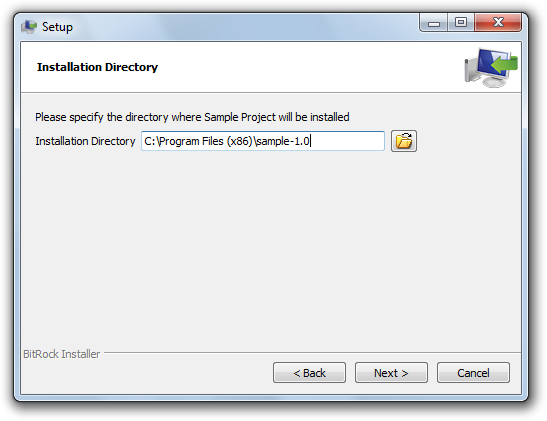 Setup
Installation Directory
Please specify the directory where Sample Project will be installed
Installation Directory C:\Program Files (x86)\sample-1.0
BitRock Installer
< Back Next > Cancel